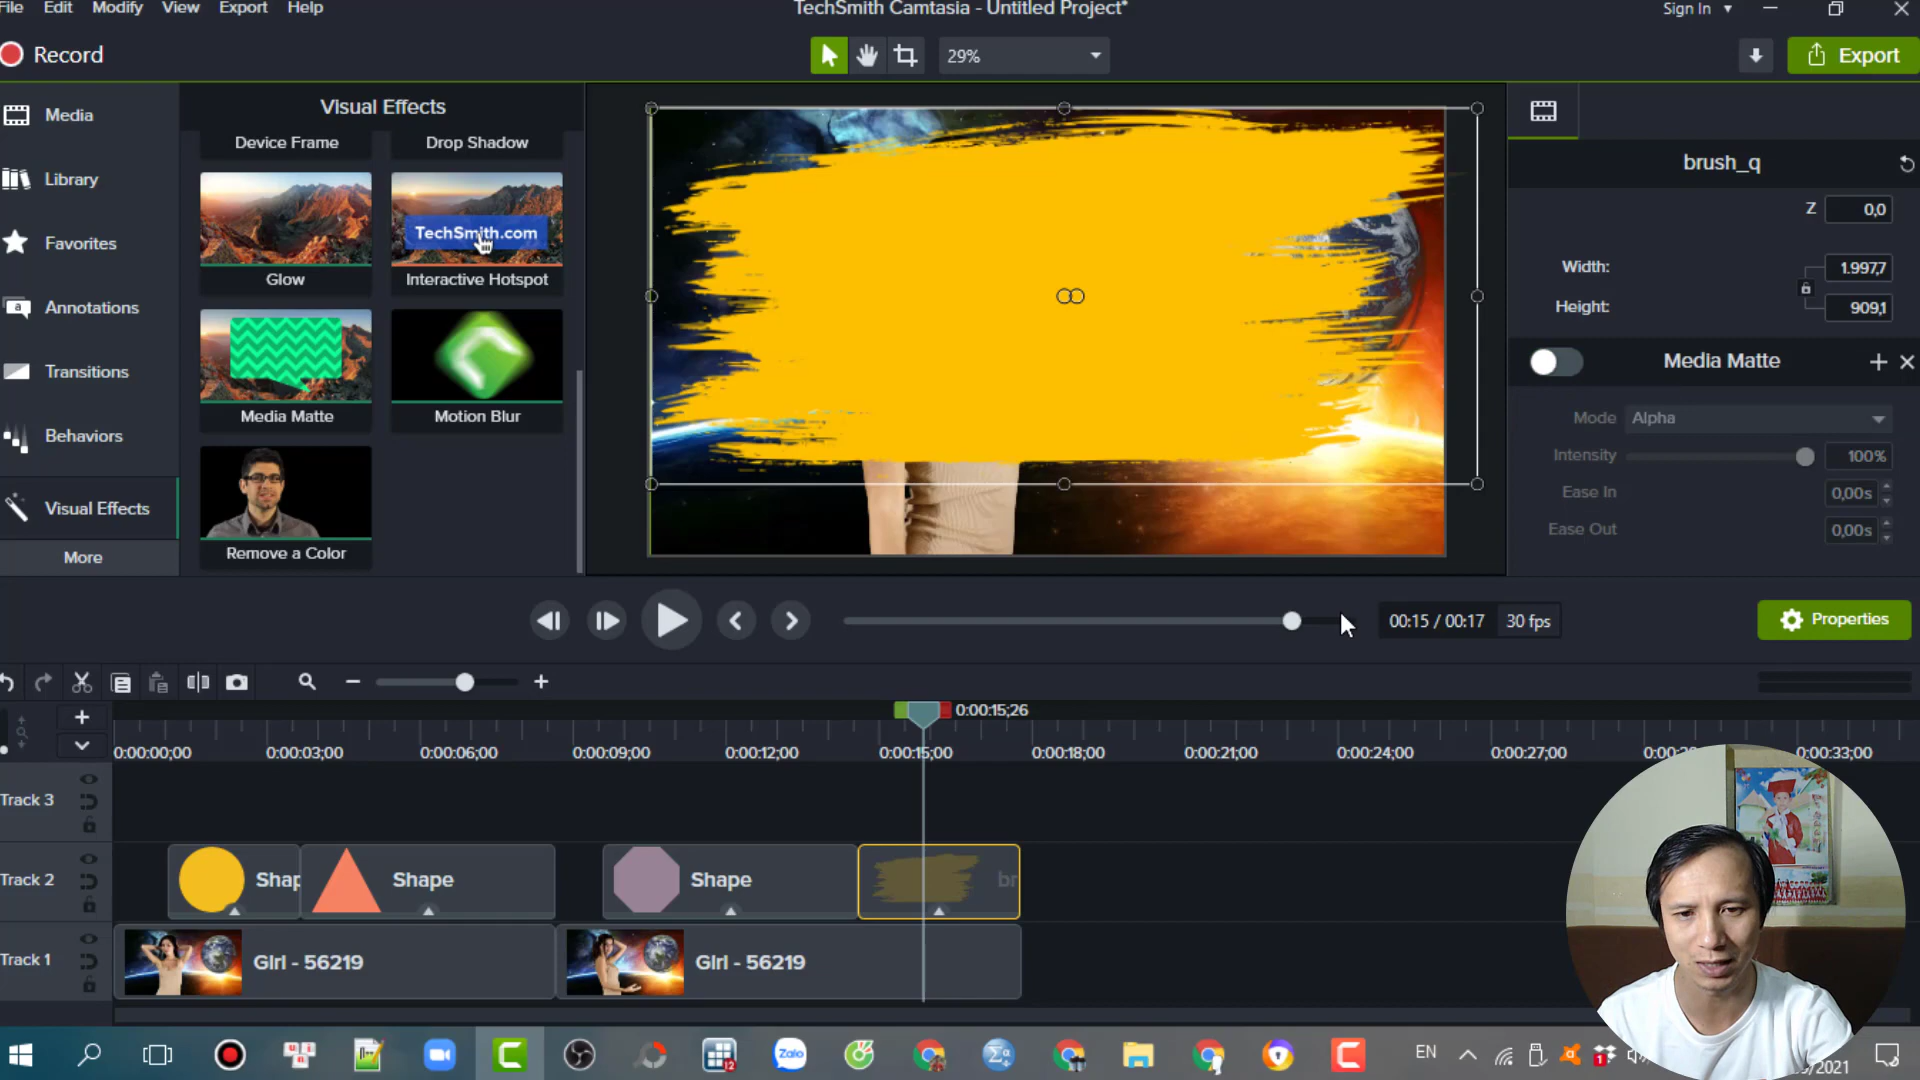 File Edit Modify View Export Help
TechSmith Camtasia - Untitled Project*
Sign In
Record
29%
Export
Media
Library
Favorites
Annotations
Transitions
Behaviors
Visual Effects
More
Visual Effects
Device Frame
Drop Shadow
TechSmith.com
Glow
Interactive Hotspot
Media Matte
Motion Blur
Remove a Color
brush_q
Z 0,0
Width: 1.997,7
Height: 909,1
Media Matte
Mode Alpha
Intensity 100%
Ease In 0,00s
Ease Out 0,00s
00:15 / 00:17 30 fps
Properties
0:00:15;26
0:00:00;00 0:00:03;00 0:00:06;00 0:00:09;00 0:00:12;00 0:00:15;00 0:00:18;00 0:00:21;00 0:00:24;00 0:00:27;00 0:00:33;00
Track 3
Track 2
Shap
Shape
Shape
br
Track 1
Girl - 56219
Girl - 56219
Zalo
12
EN
1
/2021